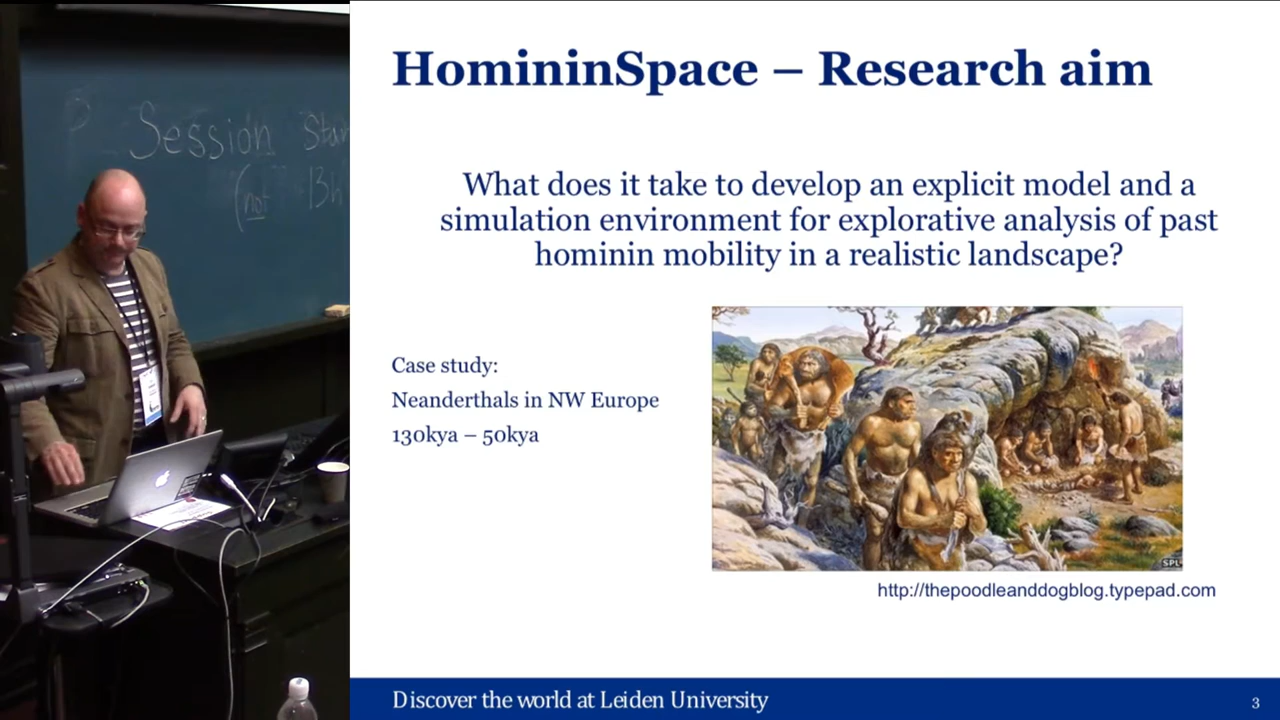 Session
(not 13h
HomininSpace – Research aim
What does it take to develop an explicit model and a
simulation environment for explorative analysis of past
hominin mobility in a realistic landscape?
Case study:
Neanderthals in NW Europe
130kya – 50kya
SPL
http://thepoodleanddogblog.typepad.com
Discover the world at Leiden University
3